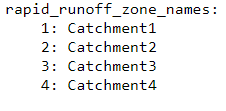 rapid_runoff_zone_names:
1: Catchment1
2: Catchment2
3: Catchment3
4: Catchment4